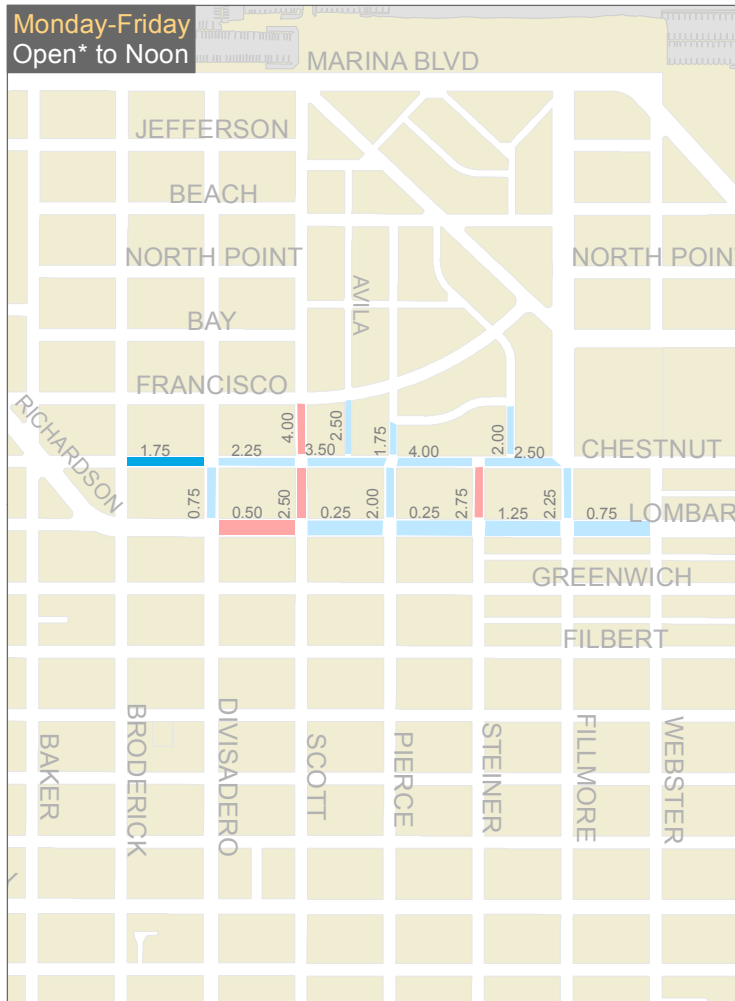 Monday-Friday
Open* to Noon
MARINA BLVD
JEFFERSON
BEACH
NORTH POINT
NORTH POIN
AVILA
BAY
FRANCISCO
RICHARDSON
4.00
2.50
1.75
2.00
1.75
2.25
3.50
4.00
2.50
CHESTNUT
0.75
2.50
2.00
2.75
2.25
0.50
0.25
0.25
1.25
0.75
LOMBAR
GREENWICH
FILBERT
BAKER
BRODERICK
DIVISADERO
SCOTT
PIERCE
STEINER
FILLMORE
WEBSTER